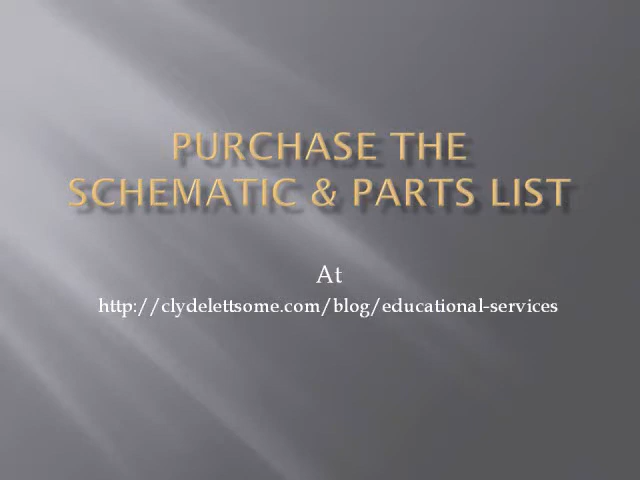 PURCHASE THE
SCHEMATIC & PARTS LIST
At
http://clydelettsome.com/blog/educational-services